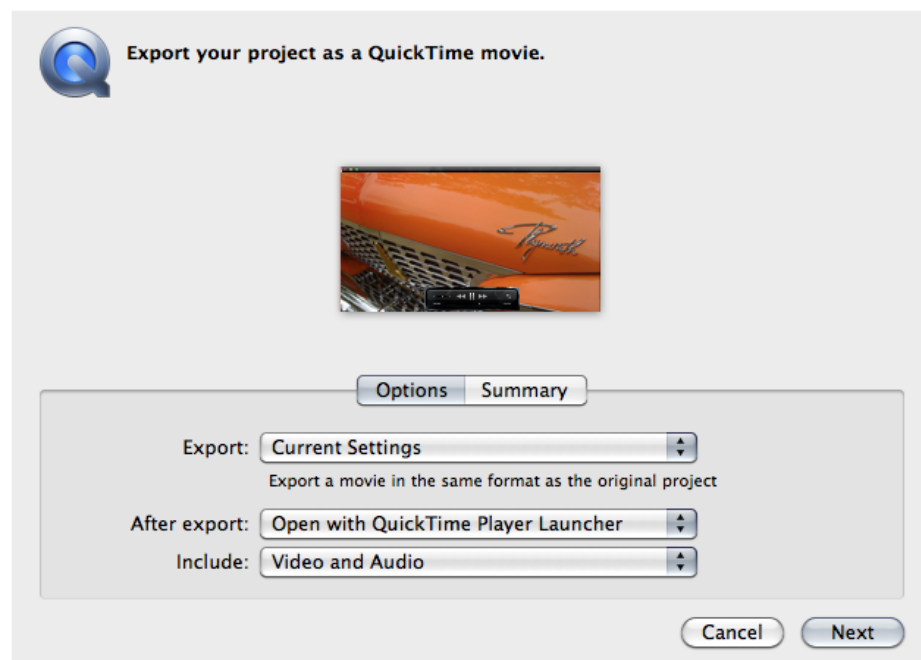 Export your project as a QuickTime movie.
Plymouth
Options Summary
Export: Current Settings
Export a movie in the same format as the original project
After export: Open with QuickTime Player Launcher
Include: Video and Audio
Cancel Next